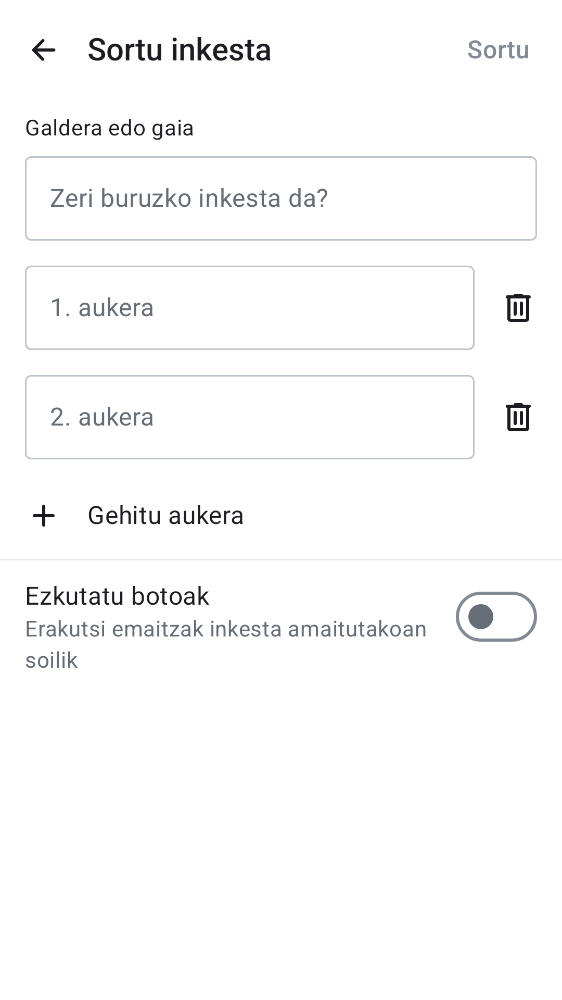 Sortu inkesta
Sortu
Galdera edo gaia
Zeri buruzko inkesta da?
1. aukera
2. aukera
Gehitu aukera
Ezkutatu botoak
Erakutsi emaitzak inkesta amaitutakoan
soilik